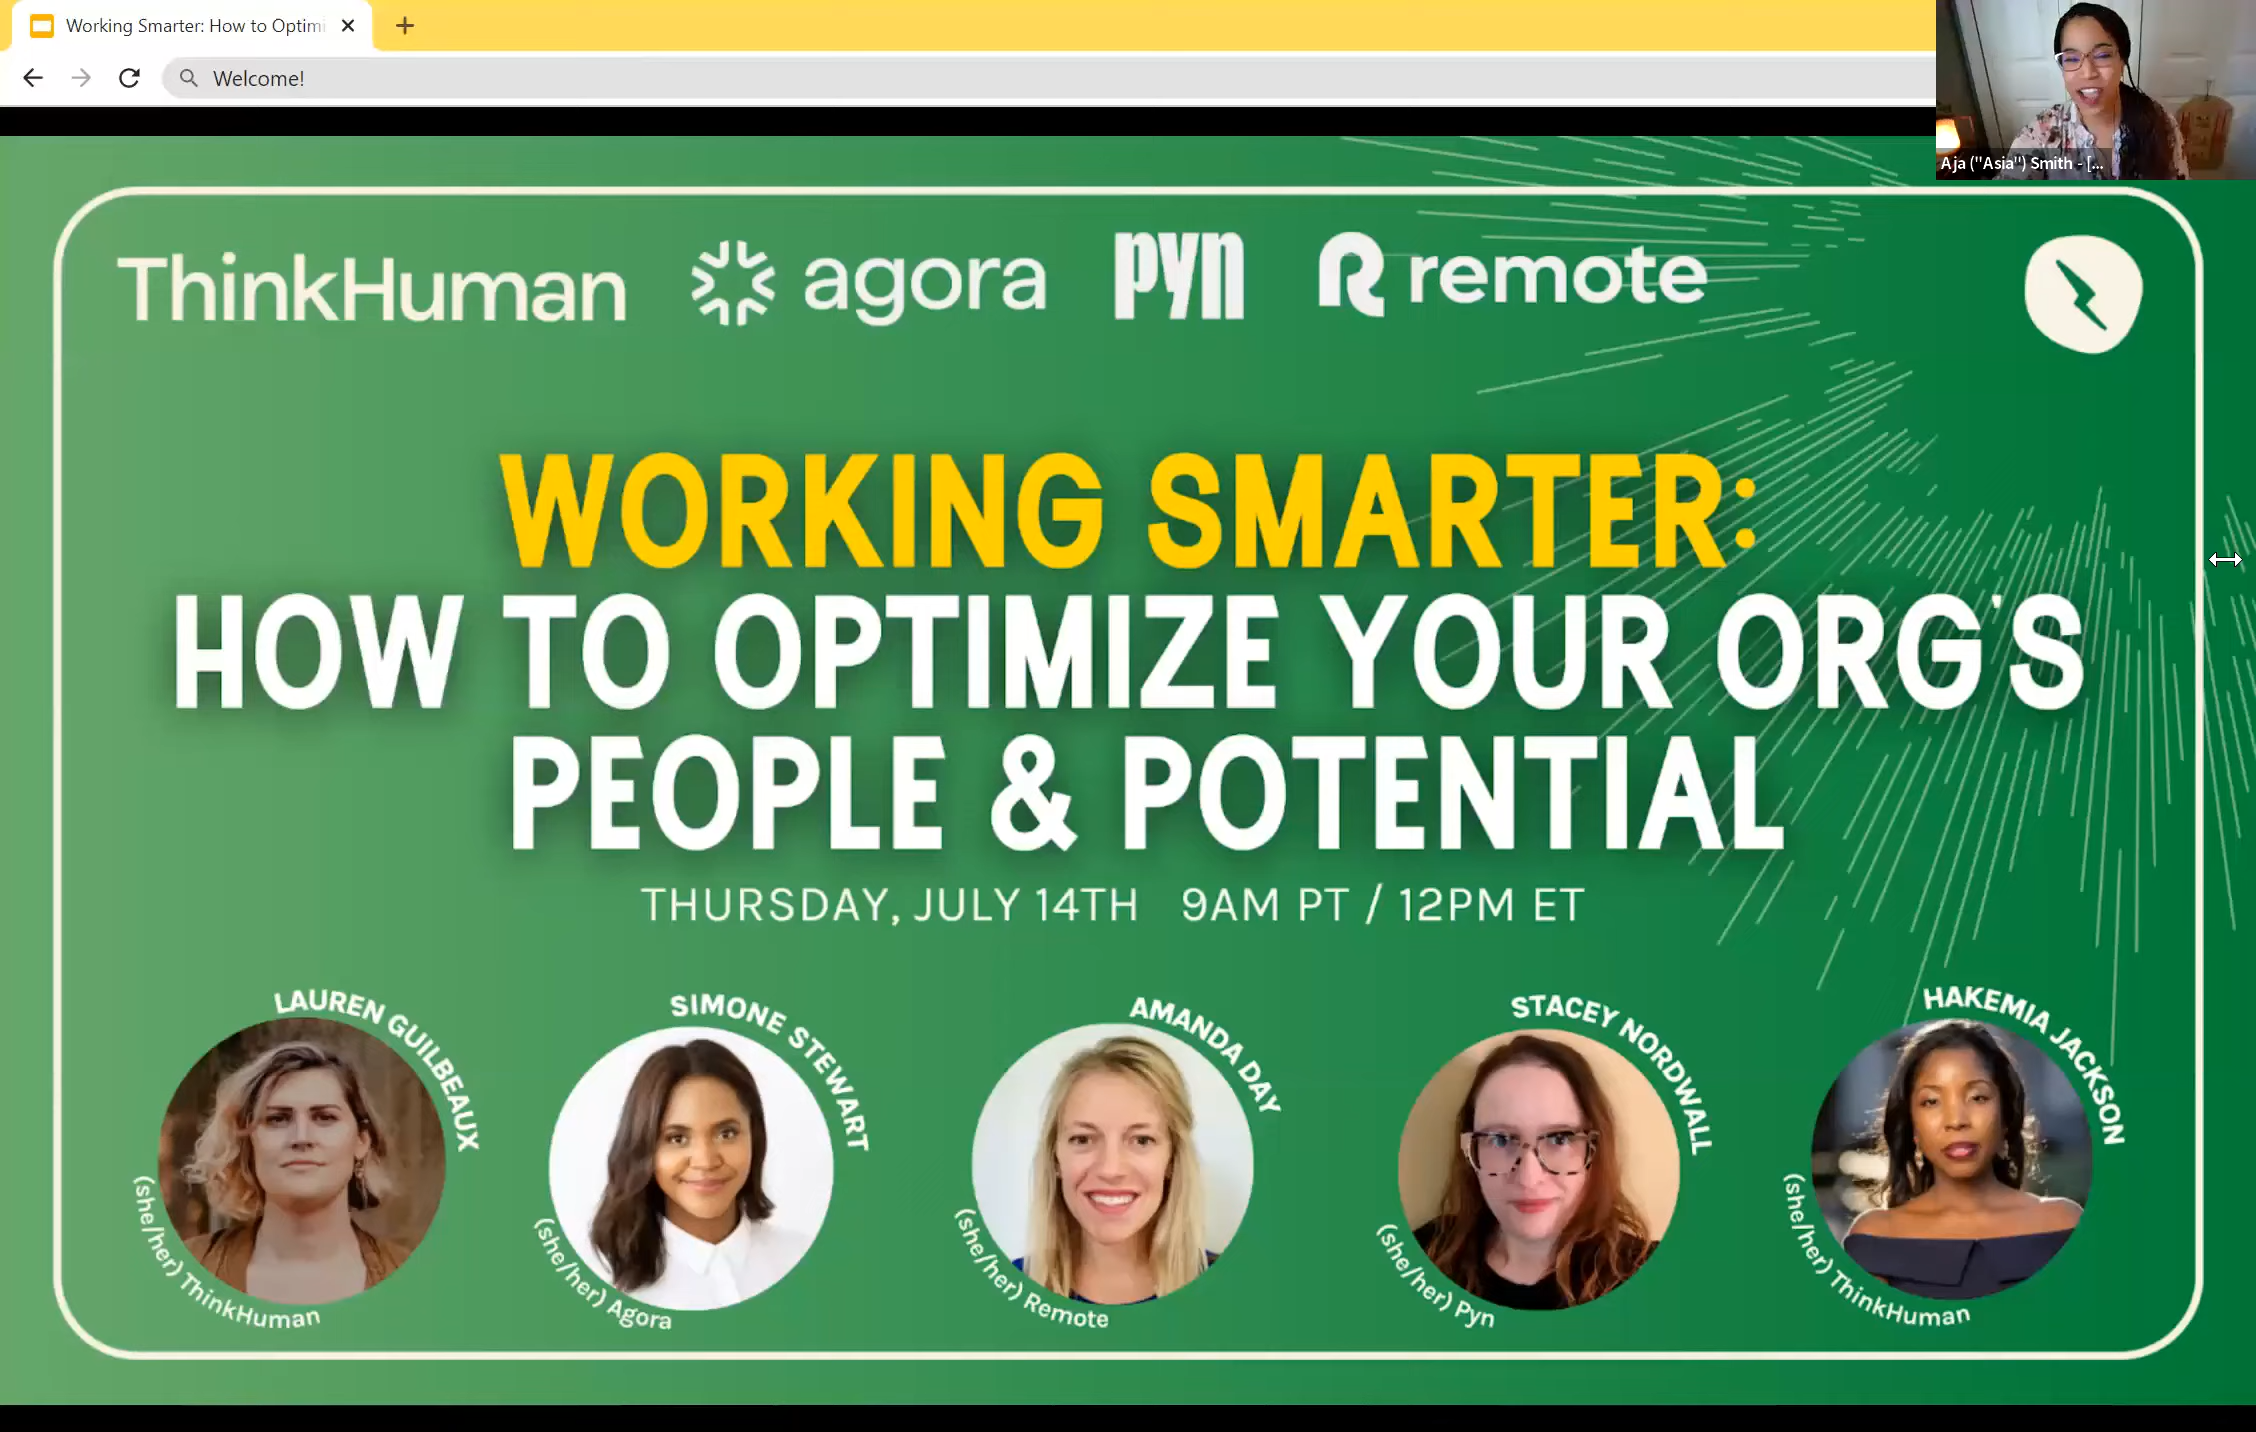 Working Smarter: How to Optimi
Welcome!
Aja ("Asia") Smith - [...
ThinkHuman
agora
pyn
remote
WORKING SMARTER:
HOW TO OPTIMIZE YOUR ORG'S
PEOPLE & POTENTIAL
THURSDAY, JULY 14TH 9AM PT / 12PM ET
LAUREN GUILBEAUX
(she/her) ThinkHuman
SIMONE STEWART
(she/her) Agora
AMANDA DAY
(she/her) Remote
STACEY NORDWALL
(she/her) Pyn
HAKEMIA JACKSON
(she/her) ThinkHuman